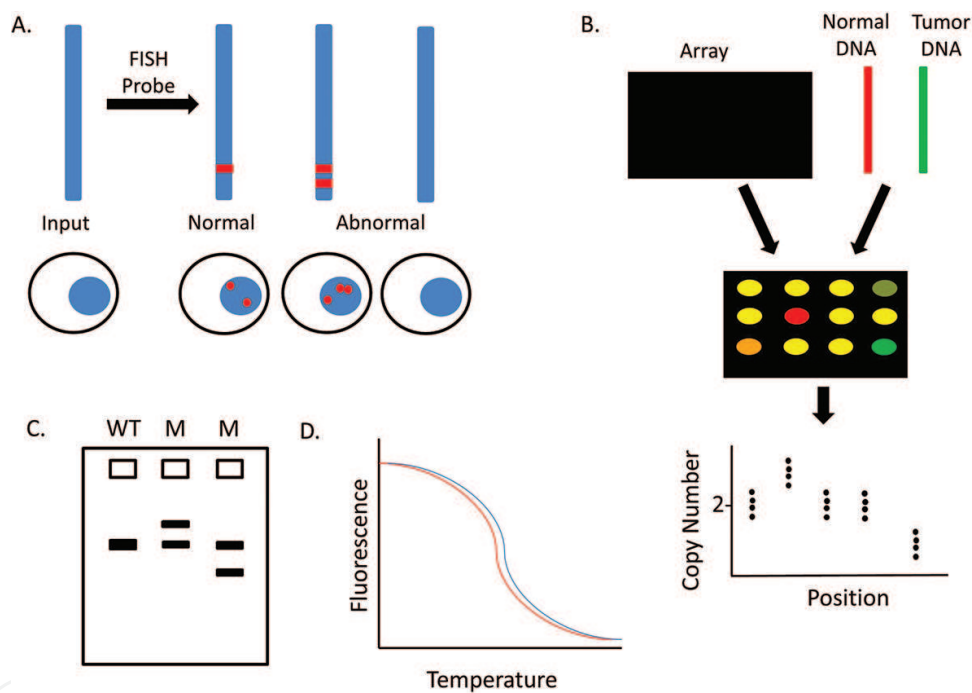 A.
FISH
Probe
Input
Normal
Abnormal
B.
Array
Normal
DNA
Tumor
DNA
2
Copy Number
Position
C.
WT M M
D.
Fluorescence
Temperature